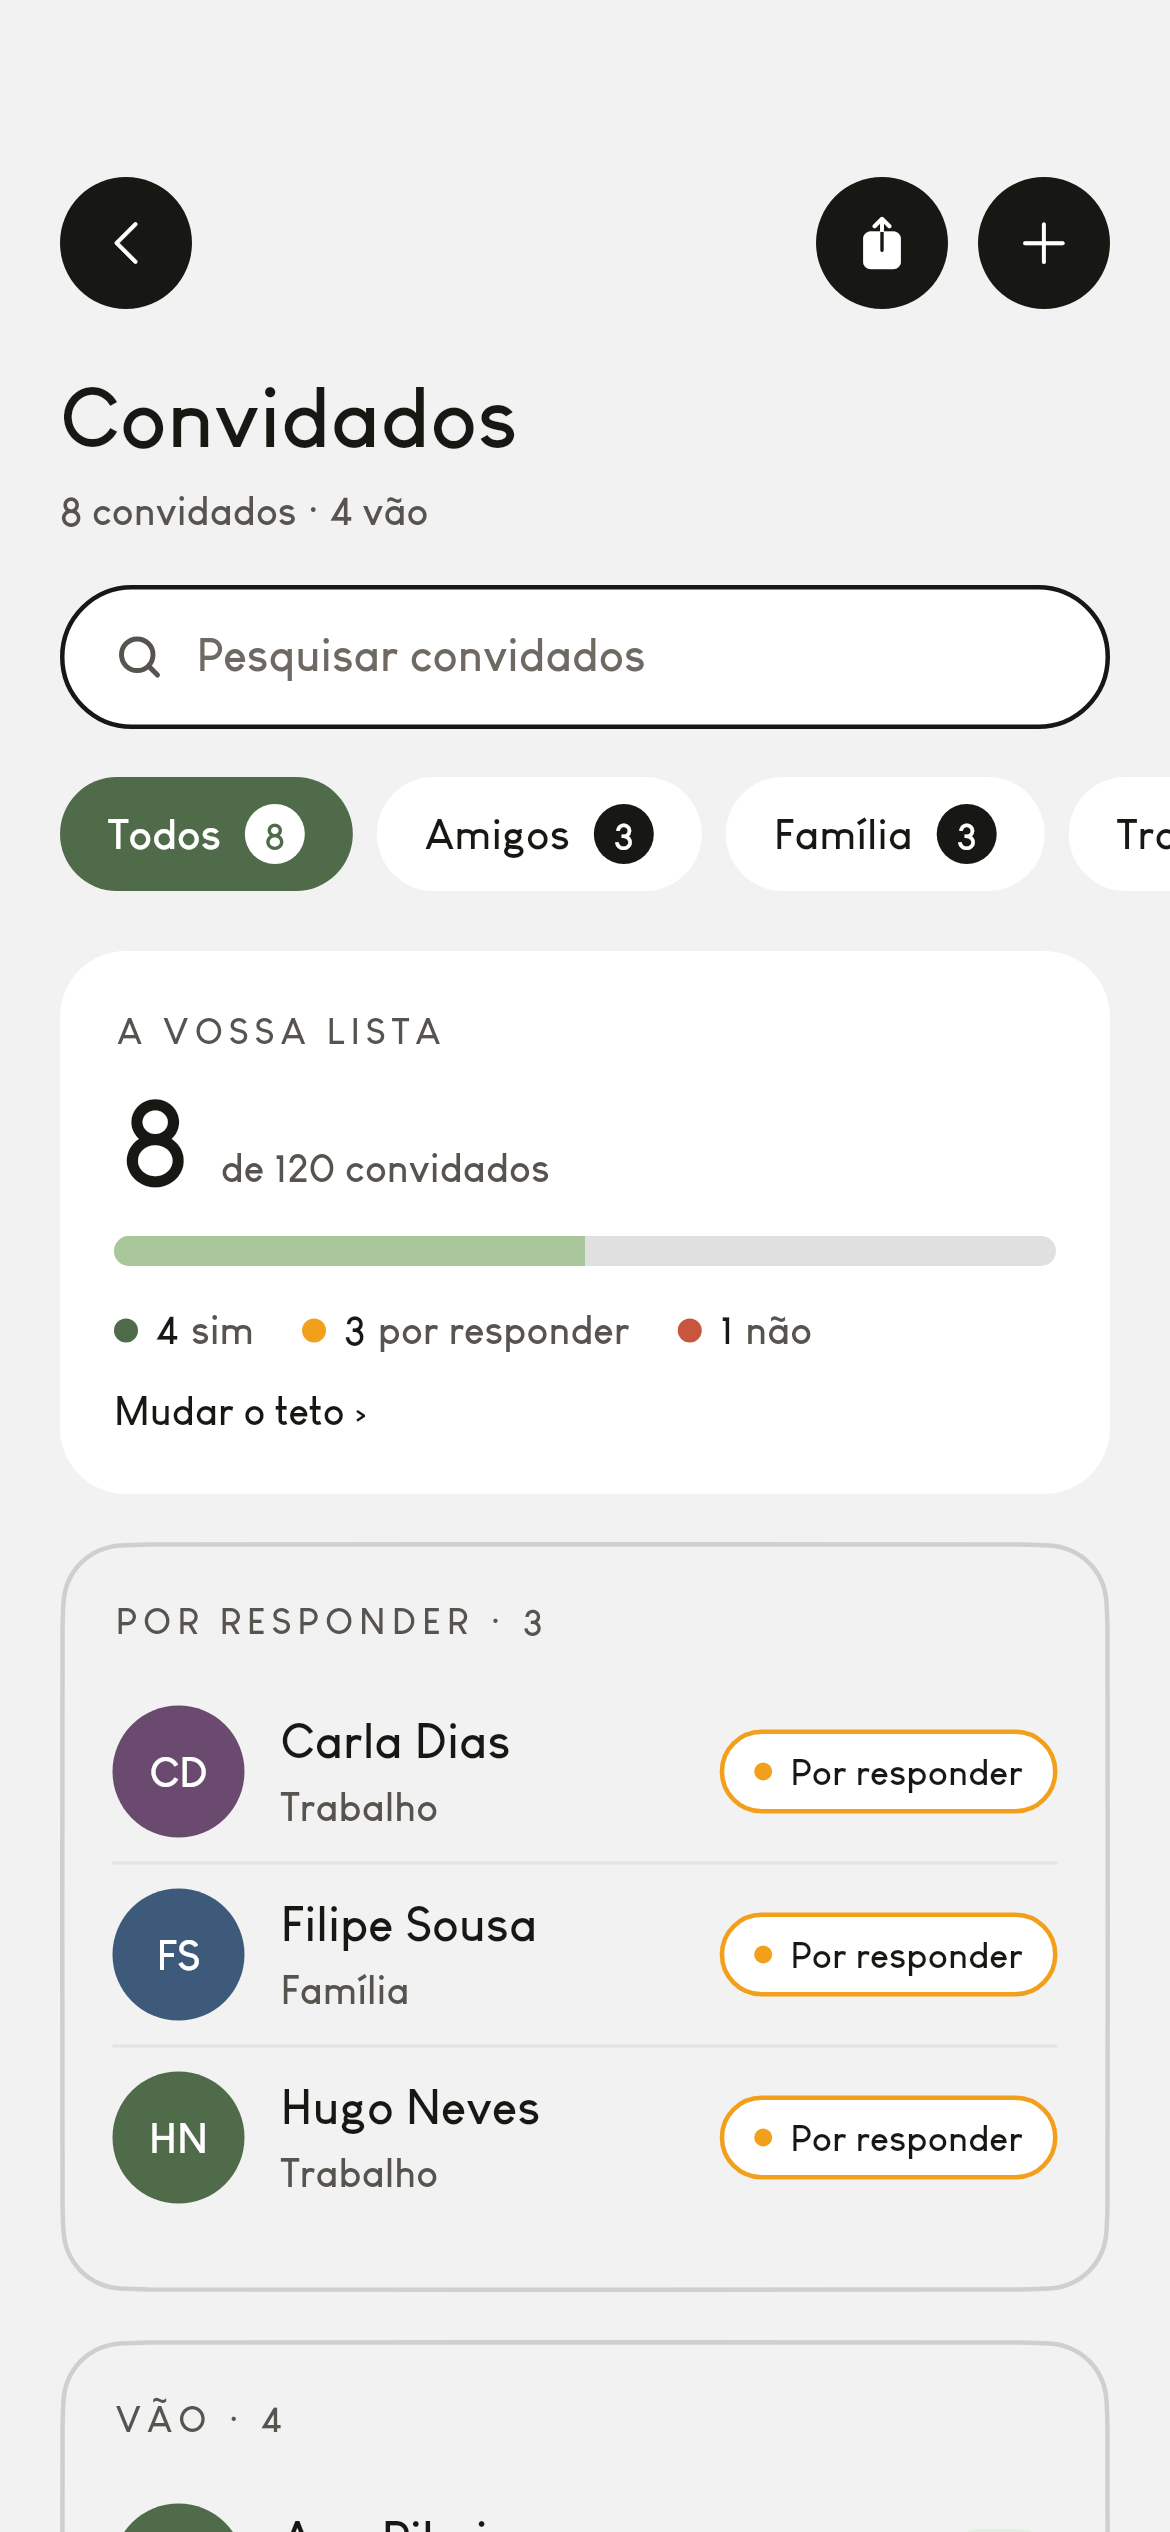 Convidados
8 convidados · 4 vão
Pesquisar convidados
Todos 8 Amigos 3 Família 3
A VOSSA LISTA
8 de 120 convidados
4 sim 3 por responder 1 não
Mudar o teto ›
POR RESPONDER · 3
CD Carla Dias Por responder
Trabalho
FS Filipe Sousa Por responder
Família
HN Hugo Neves Por responder
Trabalho
VÃO · 4